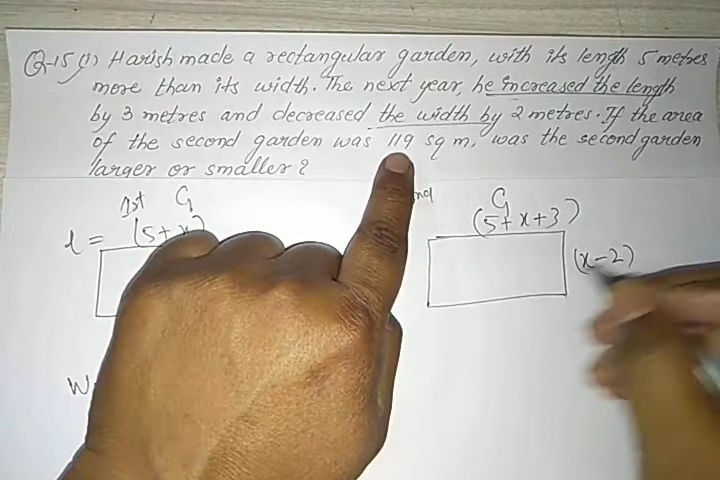 Q-15 (i) Harish made a rectangular garden, with its length 5 metres
more than its width. The next year, he increased the length
by 3 metres and decreased the width by 2 metres. If the area
of the second garden was 119 sq m, was the second garden
larger or smaller?
1st G
G
l = (5+x)
(5+x+3)
(x-2)